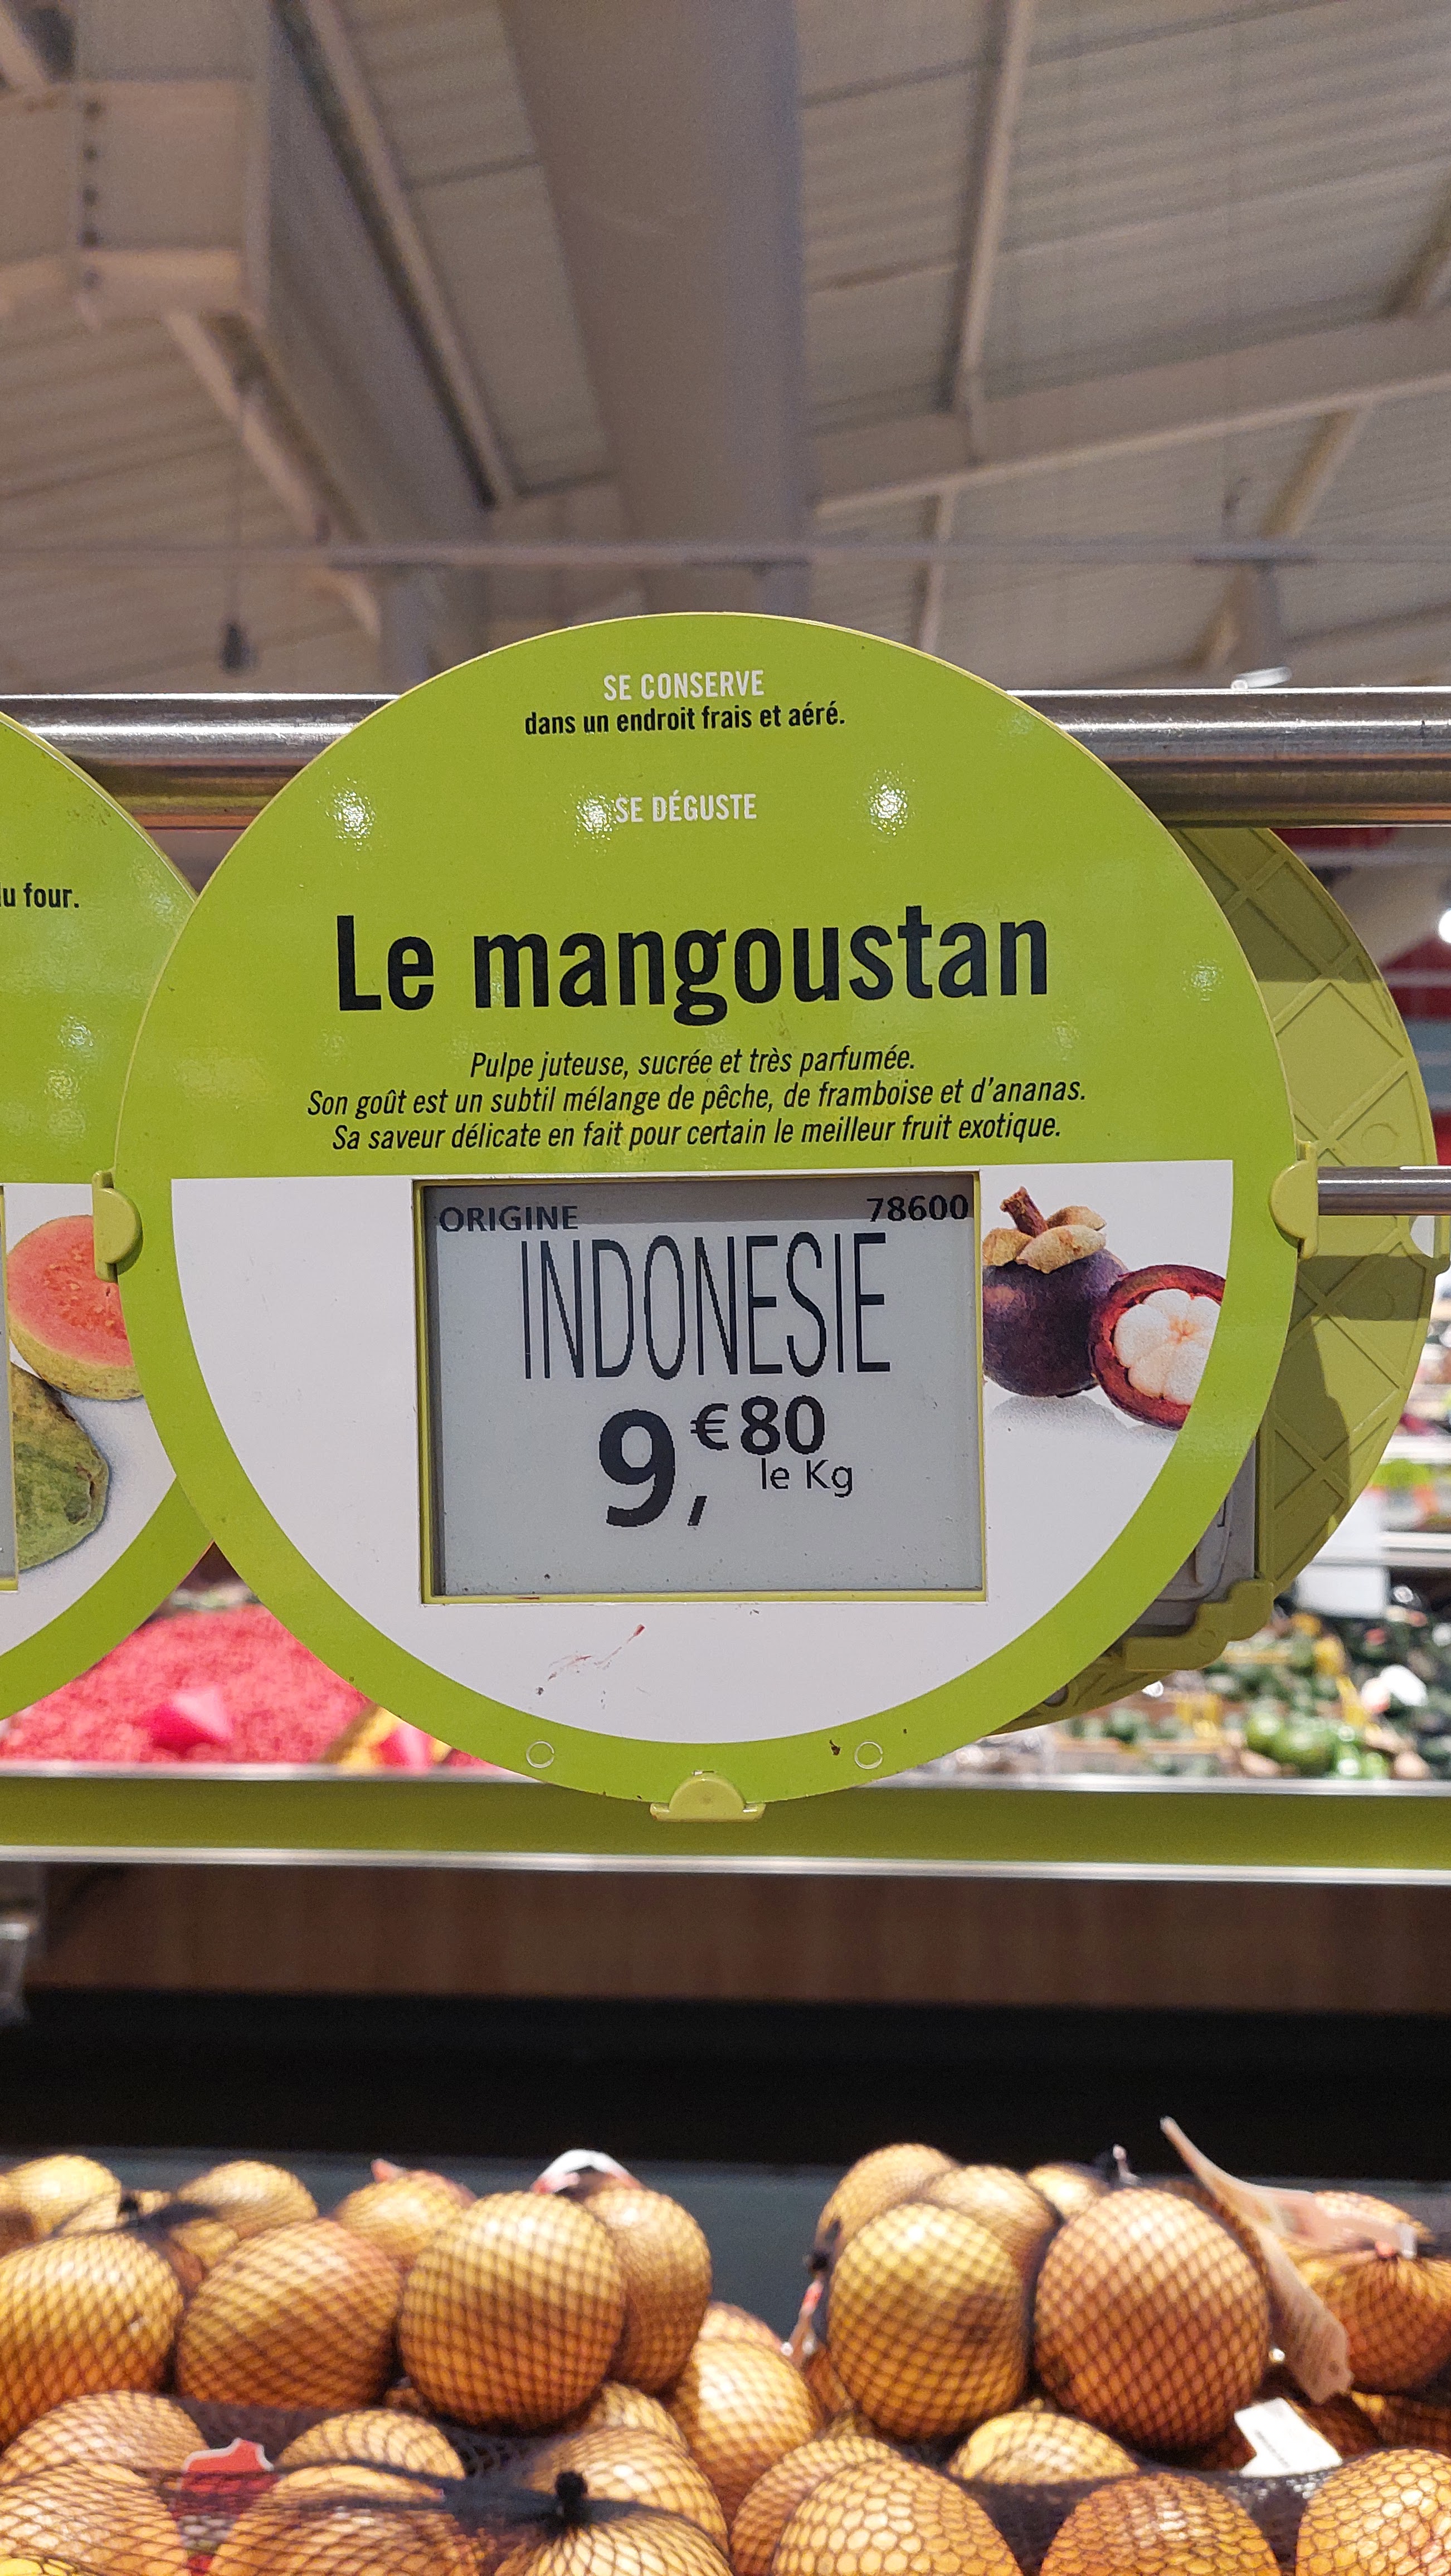 SE CONSERVE
dans un endroit frais et aéré.
SE DÉGUSTE
Le mangoustan
Pulpe juteuse, sucrée et très parfumée.
Son goût est un subtil mélange de pêche, de framboise et d'ananas.
Sa saveur délicate en fait pour certain le meilleur fruit exotique.
ORIGINE 78600
INDONESIE
9,€80
le Kg
four.